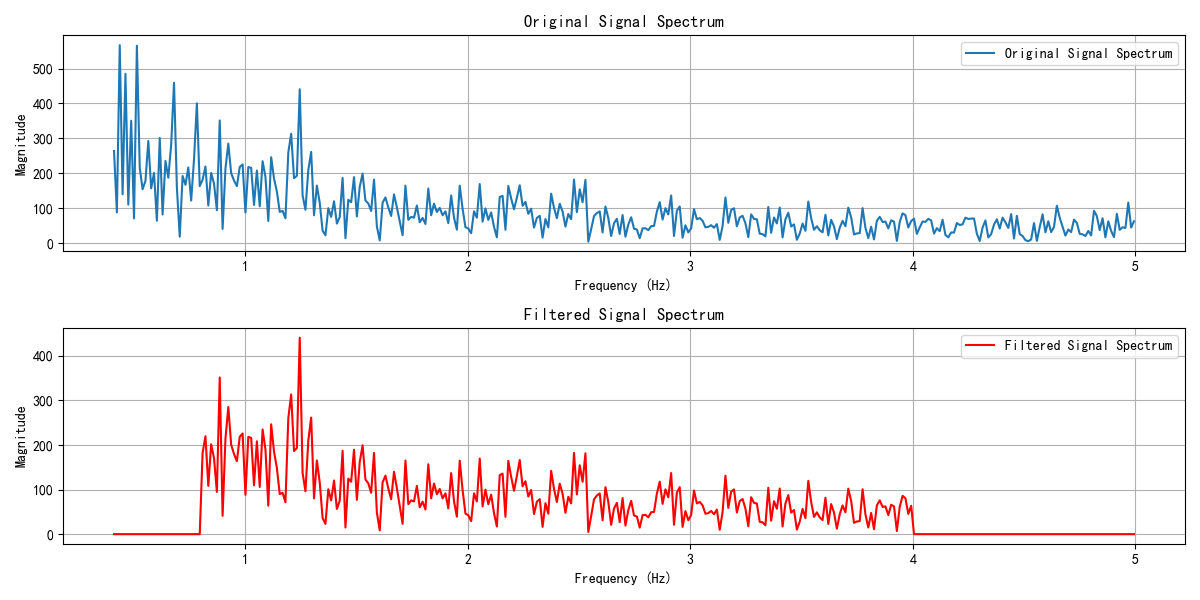 Original Signal Spectrum
Original Signal Spectrum
Magnitude
500
400
300
200
100
0
1
2
3
4
5
Frequency (Hz)
Filtered Signal Spectrum
Filtered Signal Spectrum
Magnitude
400
300
200
100
0
1
2
3
4
5
Frequency (Hz)